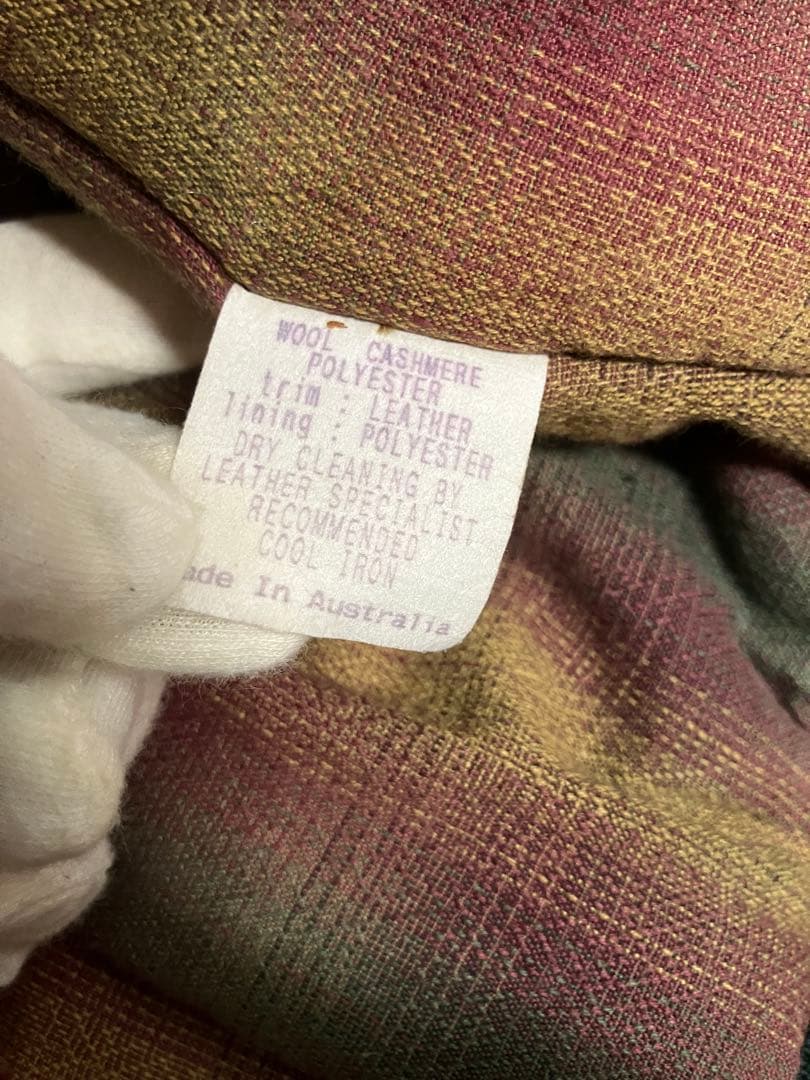 WOOL CASHMERE
POLYESTER
trim : LEATHER
lining : POLYESTER
DRY CLEANING BY
LEATHER SPECIALIST
RECOMMENDED
COOL IRON
ade In Australia